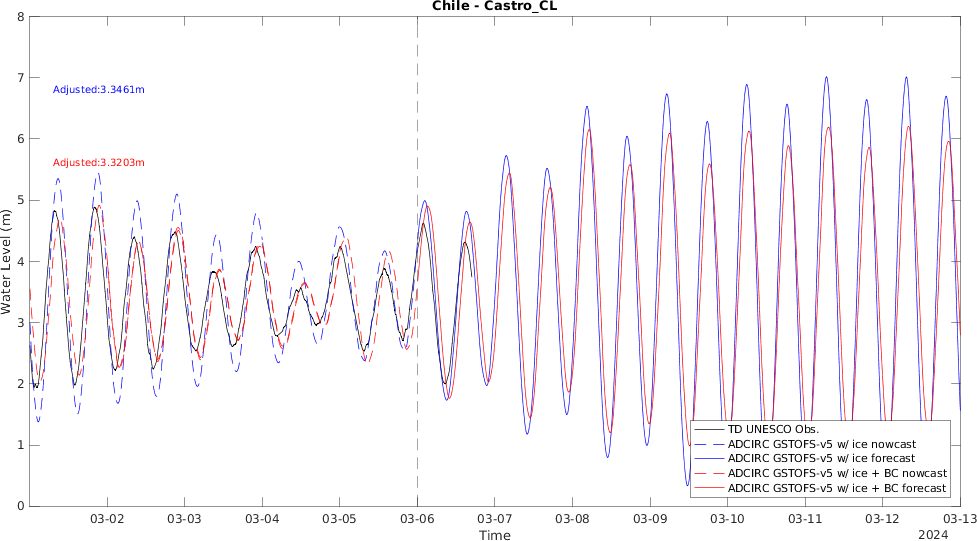 Chile - Castro_CL
8
7
6
5
4
3
2
1
0
Water Level (m)
Adjusted:3.3461m
Adjusted:3.3203m
TD UNESCO Obs.
ADCIRC GSTOFS-v5 w/ ice nowcast
ADCIRC GSTOFS-v5 w/ ice forecast
ADCIRC GSTOFS-v5 w/ ice + BC nowcast
ADCIRC GSTOFS-v5 w/ ice + BC forecast
03-02 03-03 03-04 03-05 03-06 03-07 03-08 03-09 03-10 03-11 03-12 03-13
Time
2024